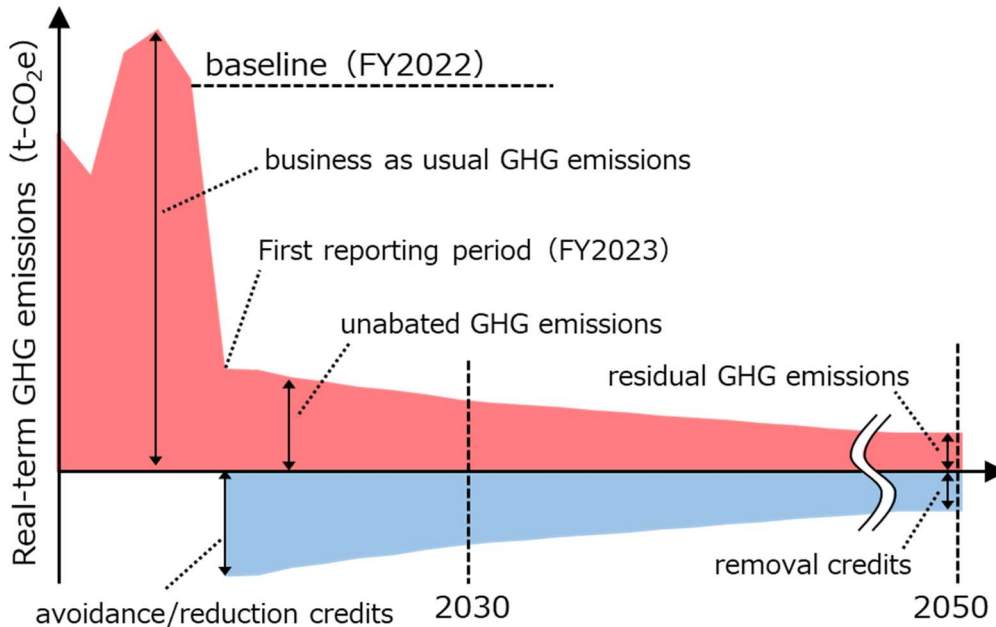 Real-term GHG emissions (t-CO₂e)
baseline (FY2022)
business as usual GHG emissions
First reporting period (FY2023)
unabated GHG emissions
residual GHG emissions
removal credits
avoidance/reduction credits
2030
2050